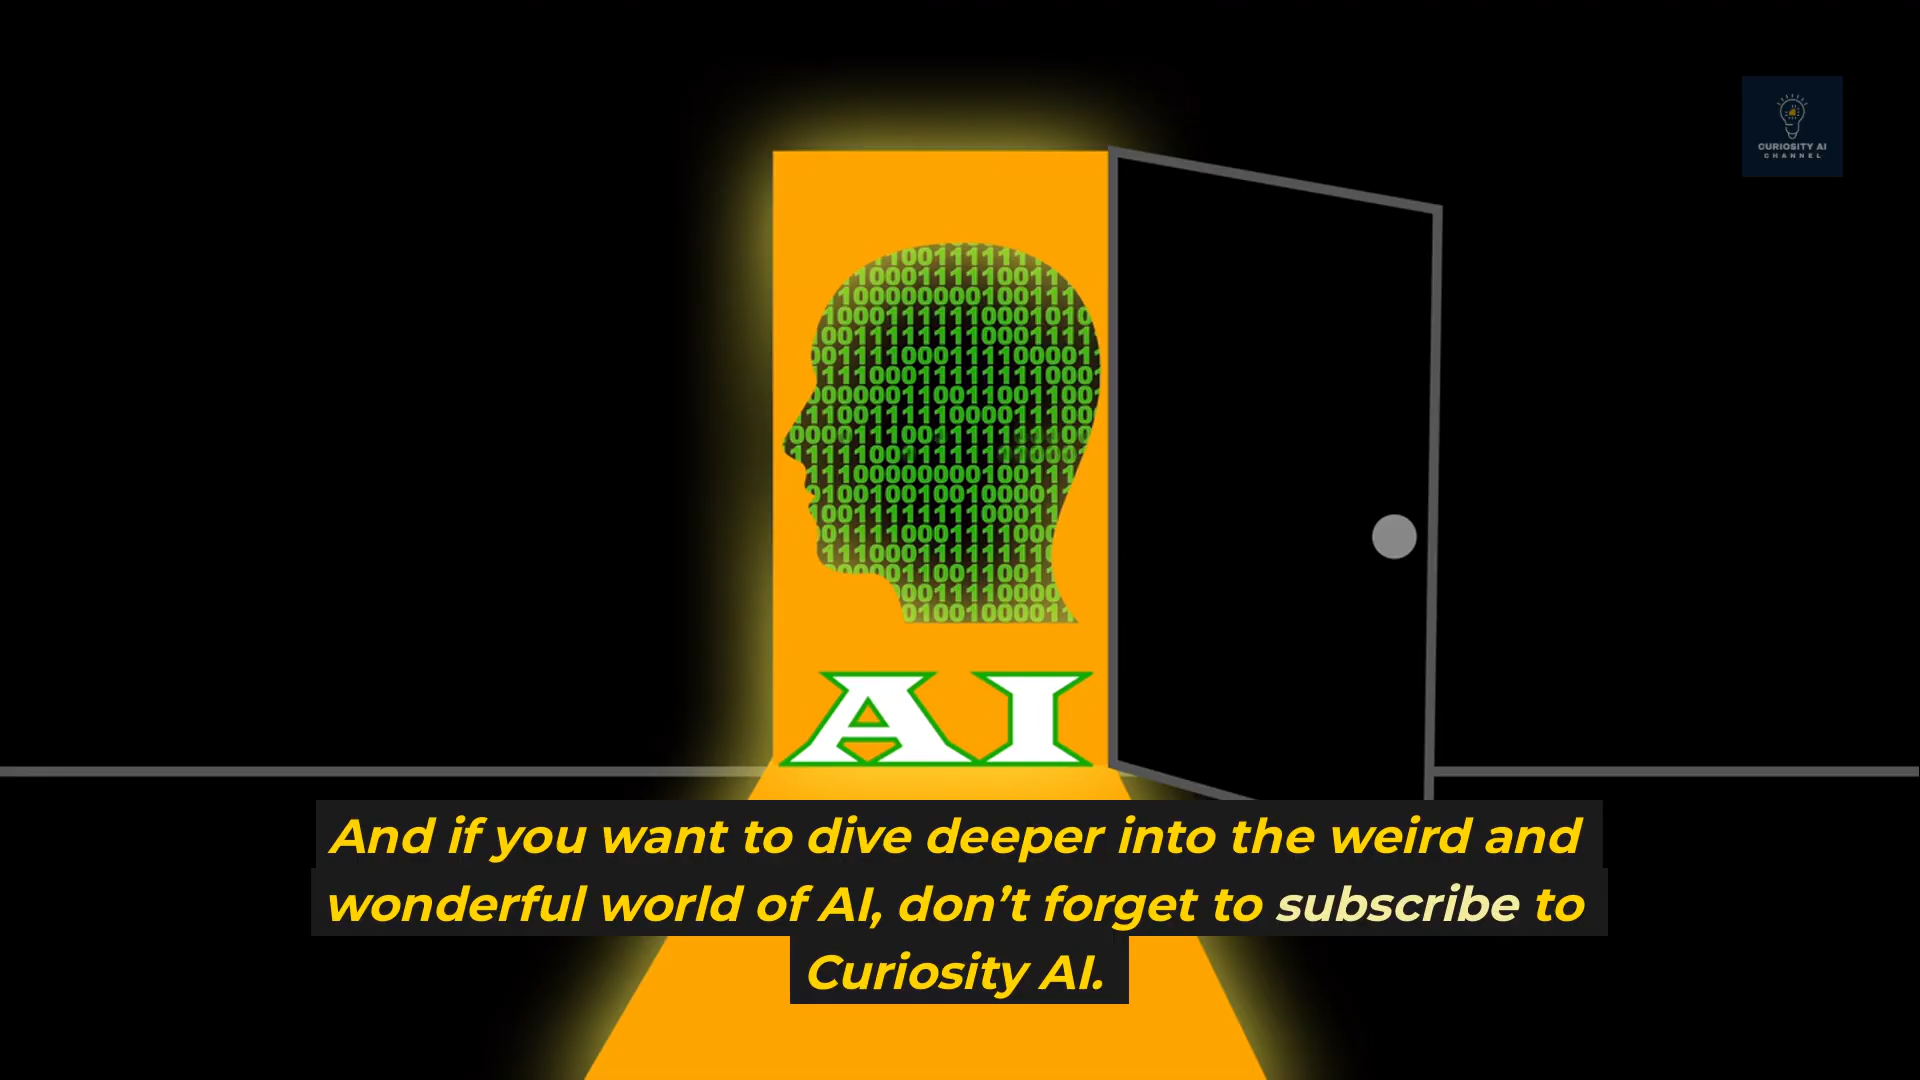 CURIOSITY AI
CHANNEL
AI
And if you want to dive deeper into the weird and
wonderful world of AI, don’t forget to subscribe to
Curiosity AI.